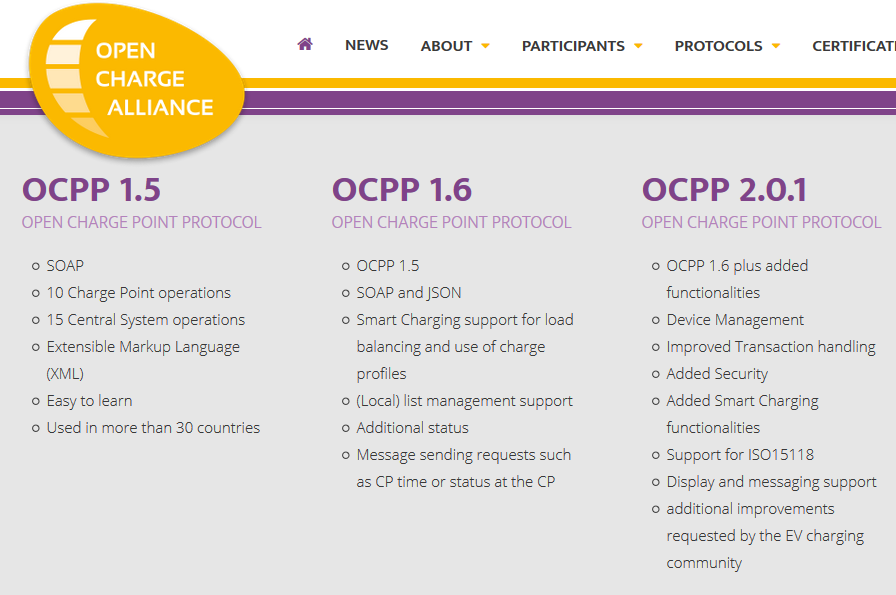 OPEN
CHARGE
ALLIANCE
NEWS
ABOUT
PARTICIPANTS
PROTOCOLS
CERTIFICAT
OCPP 1.5
OPEN CHARGE POINT PROTOCOL
SOAP
10 Charge Point operations
15 Central System operations
Extensible Markup Language
(XML)
Easy to learn
Used in more than 30 countries
OCPP 1.6
OPEN CHARGE POINT PROTOCOL
OCPP 1.5
SOAP and JSON
Smart Charging support for load
balancing and use of charge
profiles
(Local) list management support
Additional status
Message sending requests such
as CP time or status at the CP
OCPP 2.0.1
OPEN CHARGE POINT PROTOCOL
OCPP 1.6 plus added
functionalities
Device Management
Improved Transaction handling
Added Security
Added Smart Charging
functionalities
Support for ISO15118
Display and messaging support
additional improvements
requested by the EV charging
community